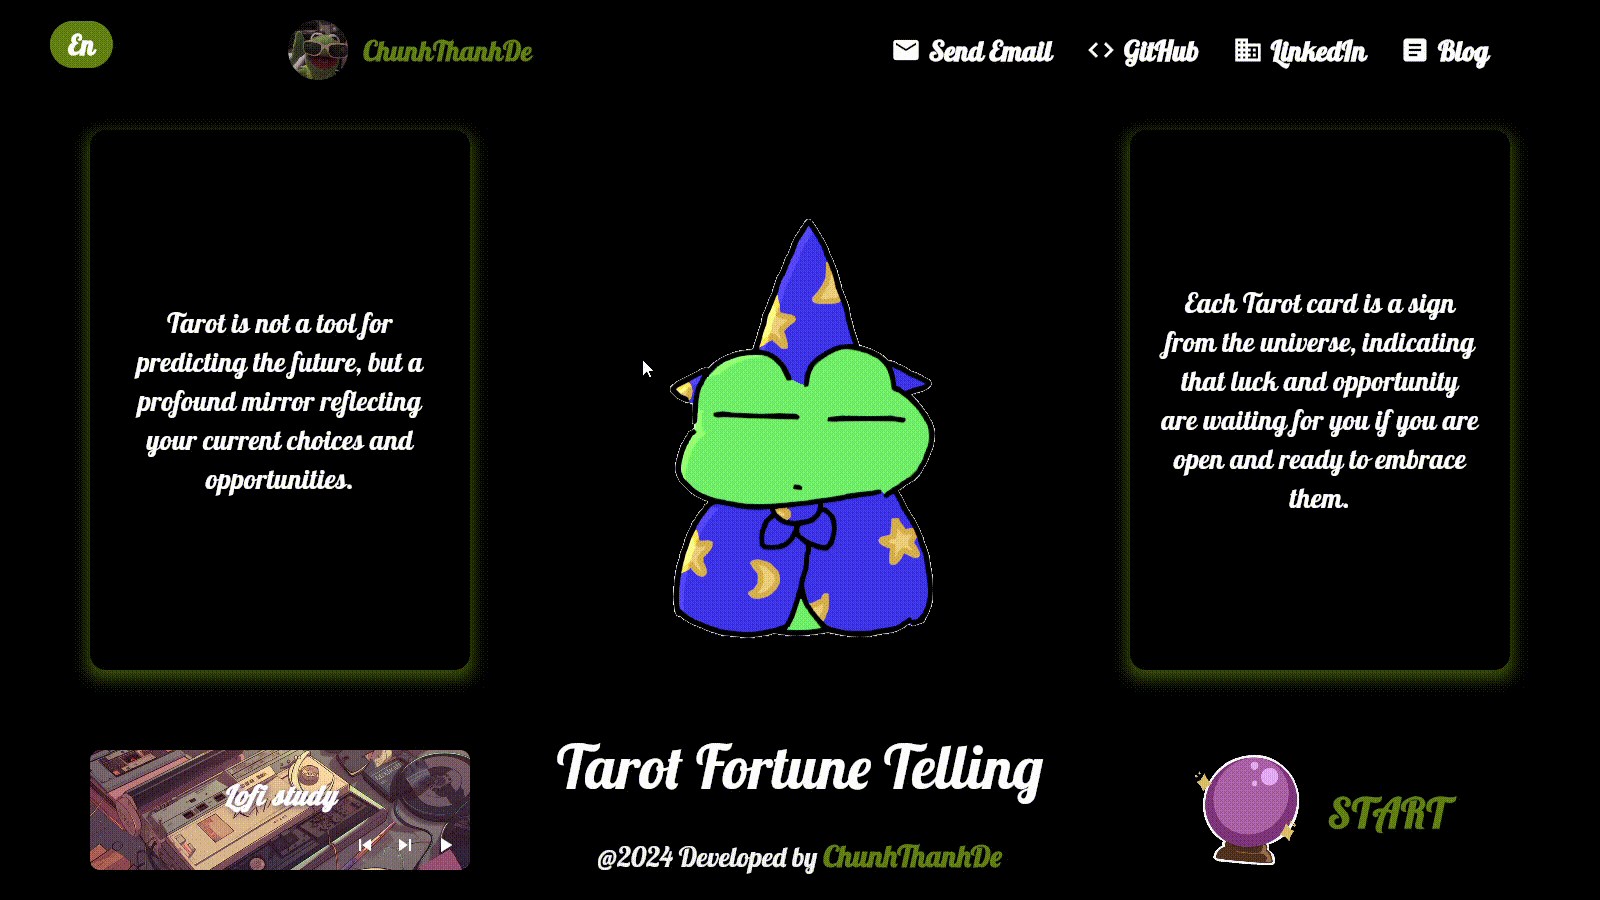 En
ChunhThanhDe
Send Email
GitHub
LinkedIn
Blog
Tarot is not a tool for
predicting the future, but a
profound mirror reflecting
your current choices and
opportunities.
Each Tarot card is a sign
from the universe, indicating
that luck and opportunity
are waiting for you if you are
open and ready to embrace
them.
Lofi study
Tarot Fortune Telling
@2024 Developed by ChunhThanhDe
START